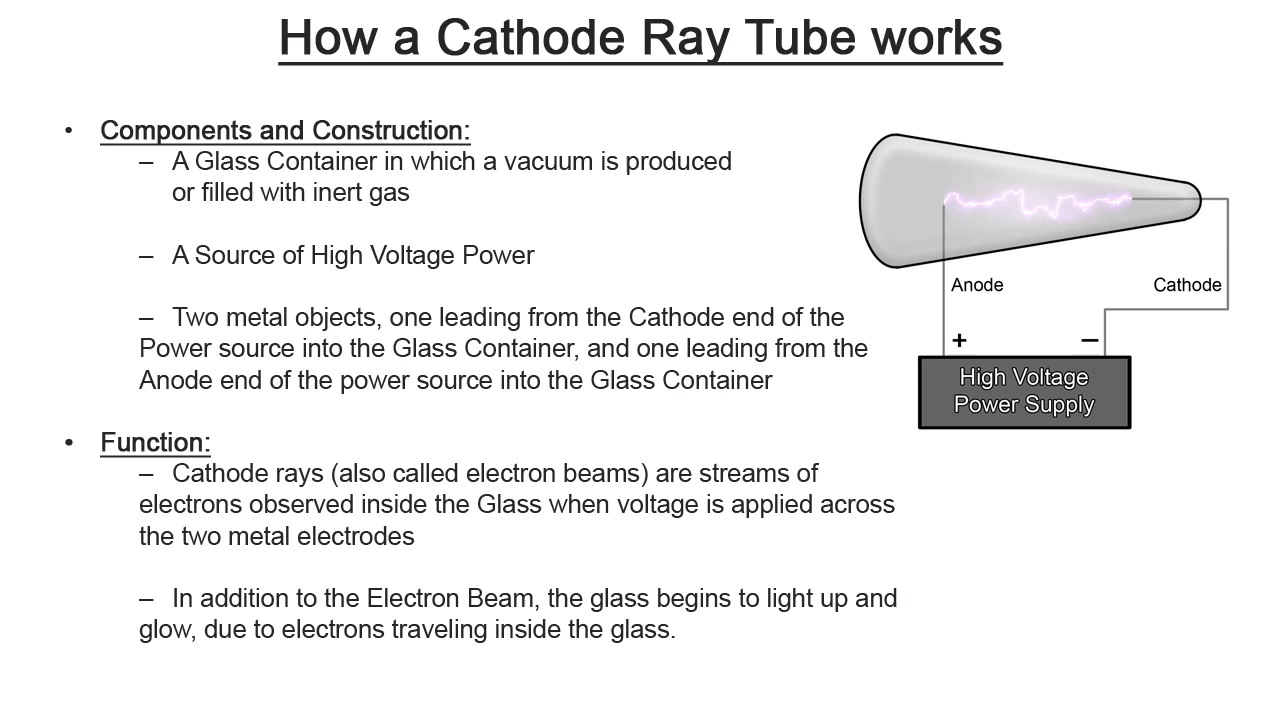 How a Cathode Ray Tube works
• Components and Construction:
– A Glass Container in which a vacuum is produced
or filled with inert gas
– A Source of High Voltage Power
– Two metal objects, one leading from the Cathode end of the
Power source into the Glass Container, and one leading from the
Anode end of the power source into the Glass Container
• Function:
– Cathode rays (also called electron beams) are streams of
electrons observed inside the Glass when voltage is applied across
the two metal electrodes
– In addition to the Electron Beam, the glass begins to light up and
glow, due to electrons traveling inside the glass.
Anode
Cathode
+
–
High Voltage
Power Supply